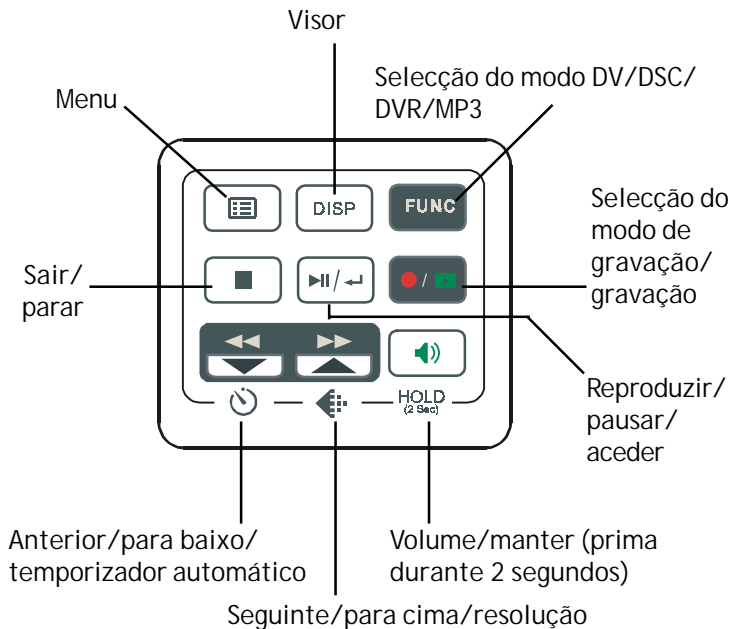 Visor
Selecção do modo DV/DSC/
DVR/MP3
Menu
DISP
FUNC
Selecção do
modo de
gravação/
gravação
Sair/
parar
/
/
HOLD
(2 Sec)
Reproduzir/
pausar/
aceder
Anterior/para baixo/
temporizador automático
Volume/manter (prima
durante 2 segundos)
Seguinte/para cima/resolução